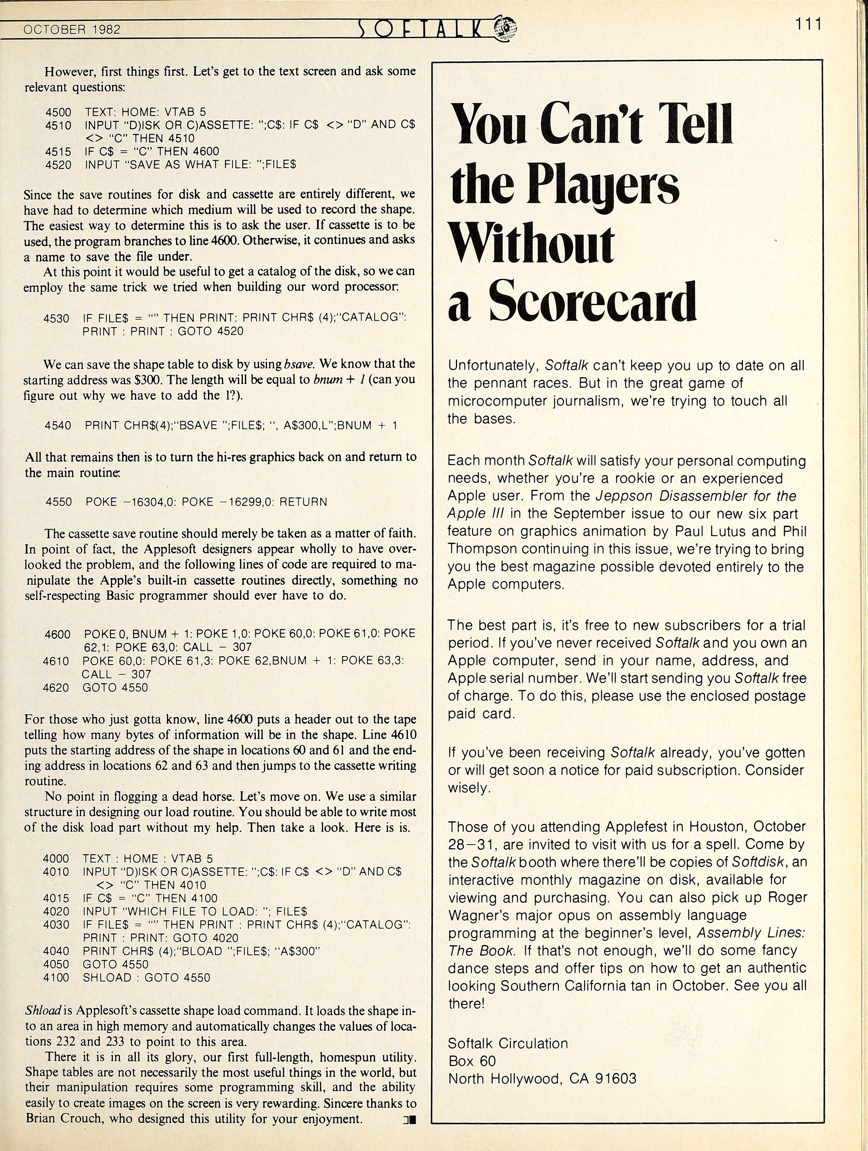 OCTOBER 1982
SOFTALK
111
However, first things first. Let's get to the text screen and ask some
relevant questions:
4500 TEXT: HOME: VTAB 5
4510 INPUT "D)ISK OR C)ASSETTE: ";C$: IF C$ <> "D" AND C$
<> "C" THEN 4510
4515 IF C$ = "C" THEN 4600
4520 INPUT "SAVE AS WHAT FILE: ";FILE$
Since the save routines for disk and cassette are entirely different, we
have had to determine which medium will be used to record the shape.
The easiest way to determine this is to ask the user. If cassette is to be
used, the program branches to line 4600. Otherwise, it continues and asks
a name to save the file under.
At this point it would be useful to get a catalog of the disk, so we can
employ the same trick we tried when building our word processor:
4530 IF FILE$ = "" THEN PRINT: PRINT CHR$ (4);"CATALOG":
PRINT : PRINT : GOTO 4520
We can save the shape table to disk by using bsave. We know that the
starting address was $300. The length will be equal to bnum + 1 (can you
figure out why we have to add the 1?).
4540 PRINT CHR$(4);"BSAVE ";FILE$; ", A$300,L";BNUM + 1
All that remains then is to turn the hi-res graphics back on and return to
the main routine:
4550 POKE -16304,0: POKE -16299,0: RETURN
The cassette save routine should merely be taken as a matter of faith.
In point of fact, the Applesoft designers appear wholly to have over-
looked the problem, and the following lines of code are required to ma-
nipulate the Apple's built-in cassette routines directly, something no
self-respecting Basic programmer should ever have to do.
4600 POKE 0, BNUM + 1: POKE 1,0: POKE 60,0: POKE 61,0: POKE
62,1: POKE 63,0: CALL - 307
4610 POKE 60,0: POKE 61,3: POKE 62,BNUM + 1: POKE 63,3:
CALL - 307
4620 GOTO 4550
For those who just gotta know, line 4600 puts a header out to the tape
telling how many bytes of information will be in the shape. Line 4610
puts the starting address of the shape in locations 60 and 61 and the end-
ing address in locations 62 and 63 and then jumps to the cassette writing
routine.
No point in flogging a dead horse. Let's move on. We use a similar
structure in designing our load routine. You should be able to write most
of the disk load part without my help. Then take a look. Here is is.
4000 TEXT : HOME : VTAB 5
4010 INPUT "D)ISK OR C)ASSETTE: ";C$: IF C$ <> "D" AND C$
<> "C" THEN 4010
4015 IF C$ = "C" THEN 4100
4020 INPUT "WHICH FILE TO LOAD: "; FILE$
4030 IF FILE$ = "" THEN PRINT : PRINT CHR$ (4);"CATALOG":
PRINT : PRINT: GOTO 4020
4040 PRINT CHR$ (4);"BLOAD ";FILE$; "A$300"
4050 GOTO 4550
4100 SHLOAD : GOTO 4550
Shload is Applesoft's cassette shape load command. It loads the shape in-
to an area in high memory and automatically changes the values of loca-
tions 232 and 233 to point to this area.
There it is in all its glory, our first full-length, homespun utility.
Shape tables are not necessarily the most useful things in the world, but
their manipulation requires some programming skill, and the ability
easily to create images on the screen is very rewarding. Sincere thanks to
Brian Crouch, who designed this utility for your enjoyment.
You Can't Tell
the Players
Without
a Scorecard
Unfortunately, Softalk can't keep you up to date on all
the pennant races. But in the great game of
microcomputer journalism, we're trying to touch all
the bases.
Each month Softalk will satisfy your personal computing
needs, whether you're a rookie or an experienced
Apple user. From the Jeppson Disassembler for the
Apple III in the September issue to our new six part
feature on graphics animation by Paul Lutus and Phil
Thompson continuing in this issue, we're trying to bring
you the best magazine possible devoted entirely to the
Apple computers.
The best part is, it's free to new subscribers for a trial
period. If you've never received Softalk and you own an
Apple computer, send in your name, address, and
Apple serial number. We'll start sending you Softalk free
of charge. To do this, please use the enclosed postage
paid card.
If you've been receiving Softalk already, you've gotten
or will get soon a notice for paid subscription. Consider
wisely.
Those of you attending Applefest in Houston, October
28–31, are invited to visit with us for a spell. Come by
the Softalk booth where there'll be copies of Softdisk, an
interactive monthly magazine on disk, available for
viewing and purchasing. You can also pick up Roger
Wagner's major opus on assembly language
programming at the beginner's level, Assembly Lines:
The Book. If that's not enough, we'll do some fancy
dance steps and offer tips on how to get an authentic
looking Southern California tan in October. See you all
there!
Softalk Circulation
Box 60
North Hollywood, CA 91603